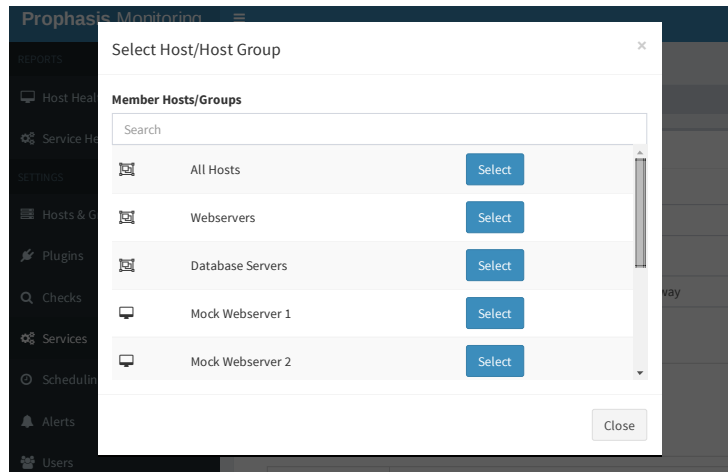 Prophasis Monitoring
REPORTS
Host Heal
Service He
SETTINGS
Hosts & G
Plugins
Checks
Services
Schedulin
Alerts
Users
Select Host/Host Group
×
Member Hosts/Groups
Search
All Hosts Select
Webservers Select
Database Servers Select
Mock Webserver 1 Select
Mock Webserver 2 Select
Close
way